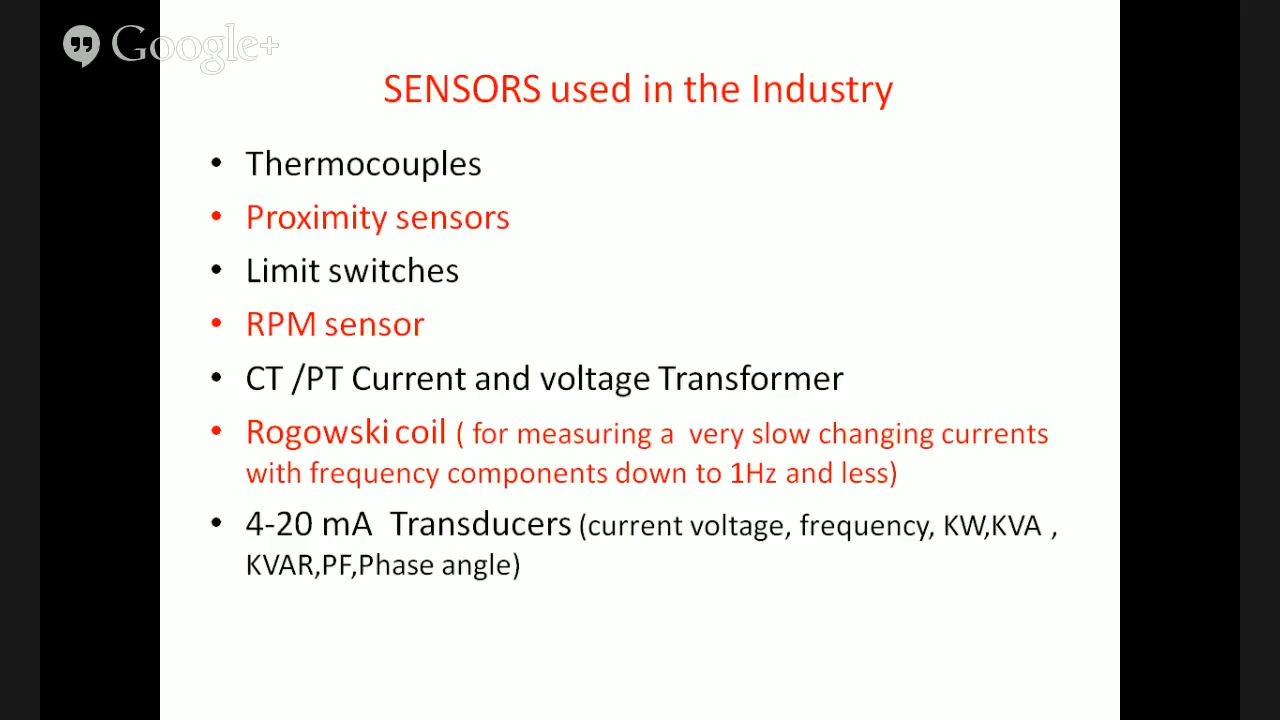 Google+
SENSORS used in the Industry
• Thermocouples
• Proximity sensors
• Limit switches
• RPM sensor
• CT /PT Current and voltage Transformer
• Rogowski coil ( for measuring a  very slow changing currents
with frequency components down to 1Hz and less)
• 4-20 mA  Transducers (current voltage, frequency, KW,KVA ,
KVAR,PF,Phase angle)